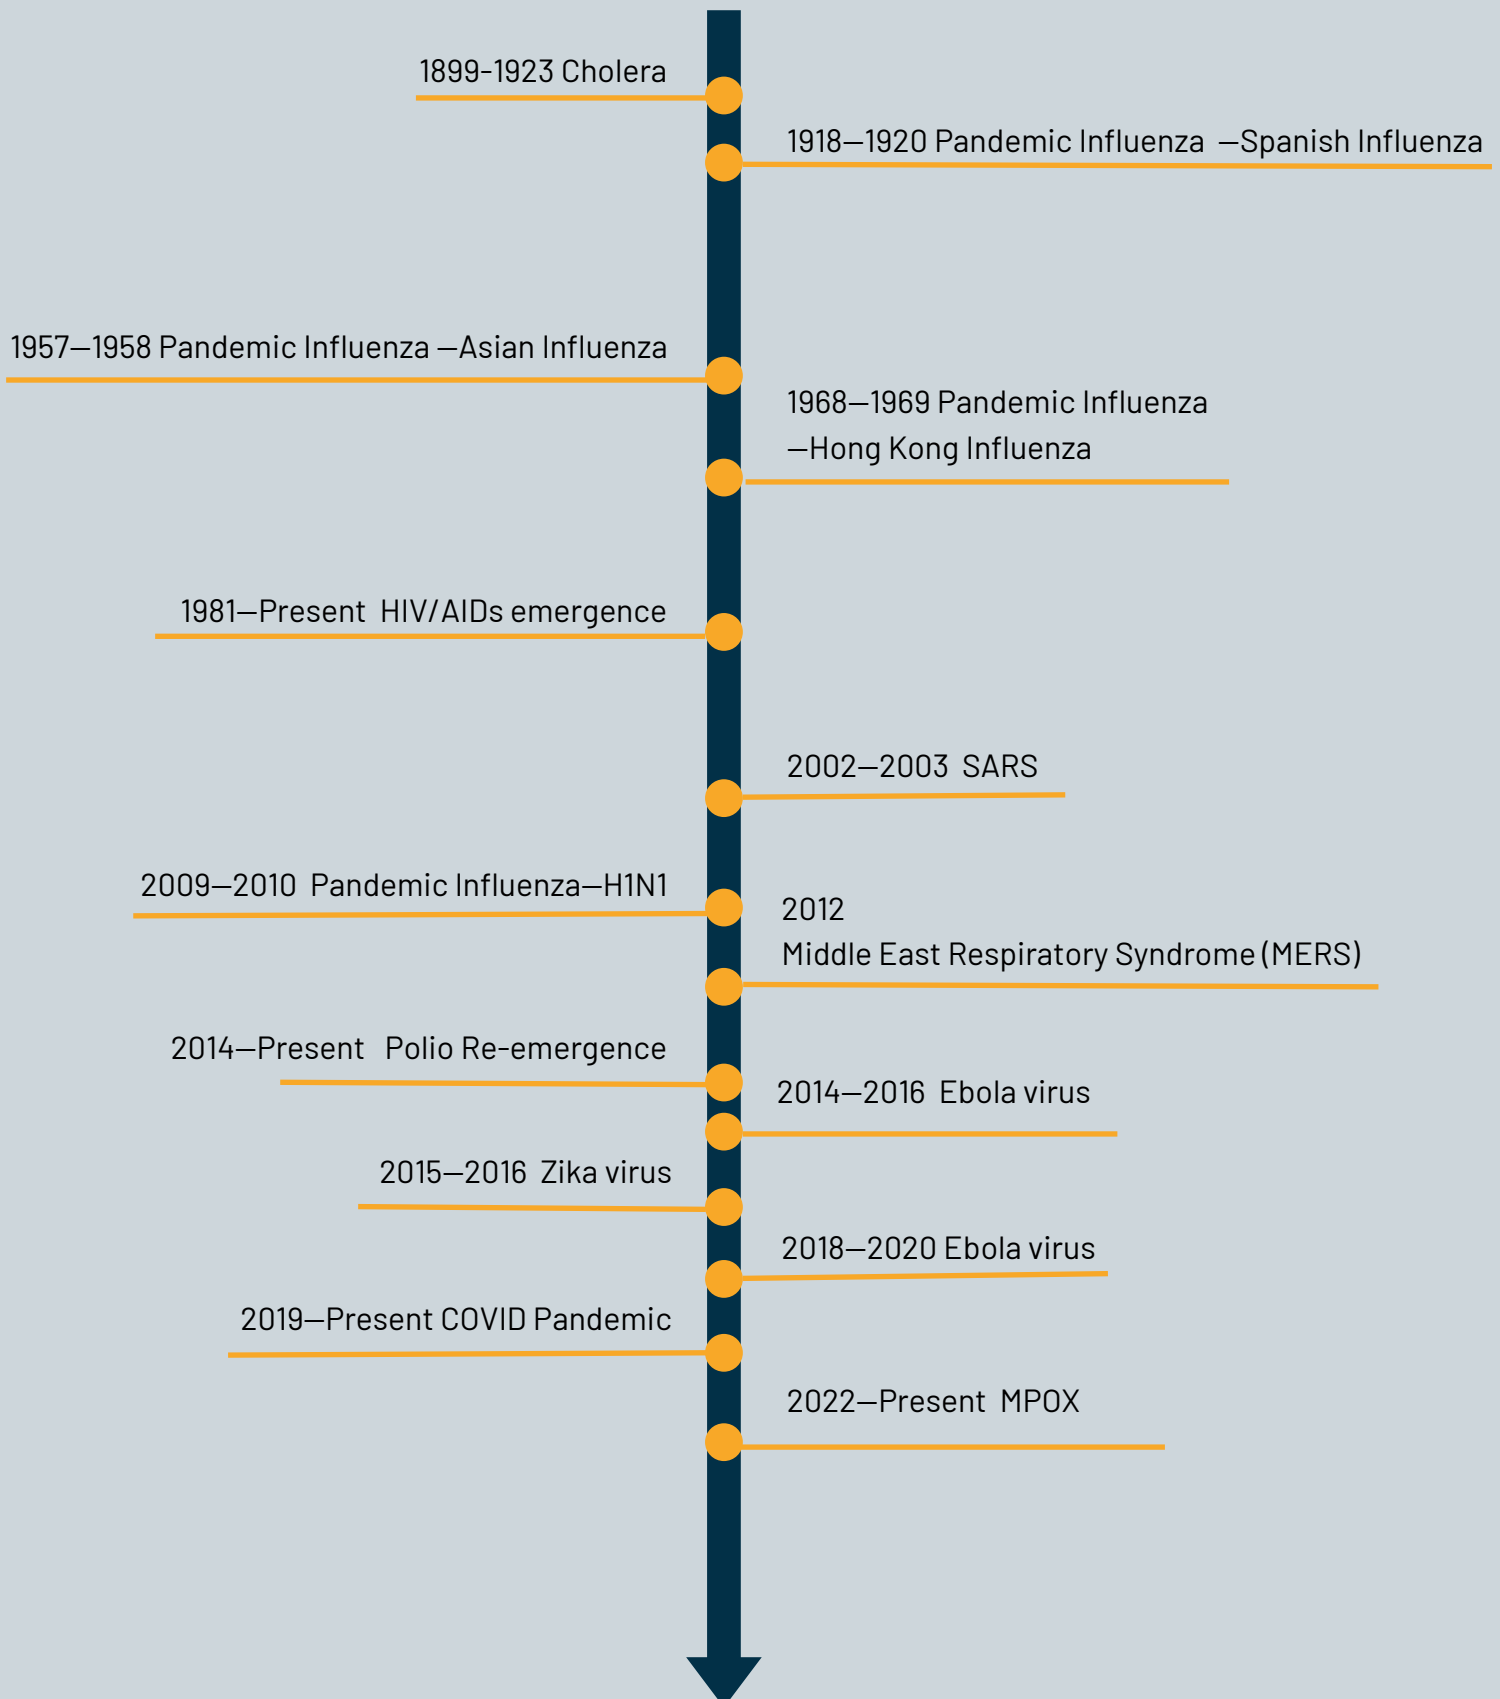 1899-1923 Cholera
1918—1920 Pandemic Influenza —Spanish Influenza
1957—1958 Pandemic Influenza —Asian Influenza
1968—1969 Pandemic Influenza
—Hong Kong Influenza
1981—Present HIV/AIDs emergence
2002—2003 SARS
2009—2010 Pandemic Influenza—H1N1
2012
Middle East Respiratory Syndrome (MERS)
2014—Present Polio Re-emergence
2014—2016 Ebola virus
2015—2016 Zika virus
2018—2020 Ebola virus
2019—Present COVID Pandemic
2022—Present MPOX